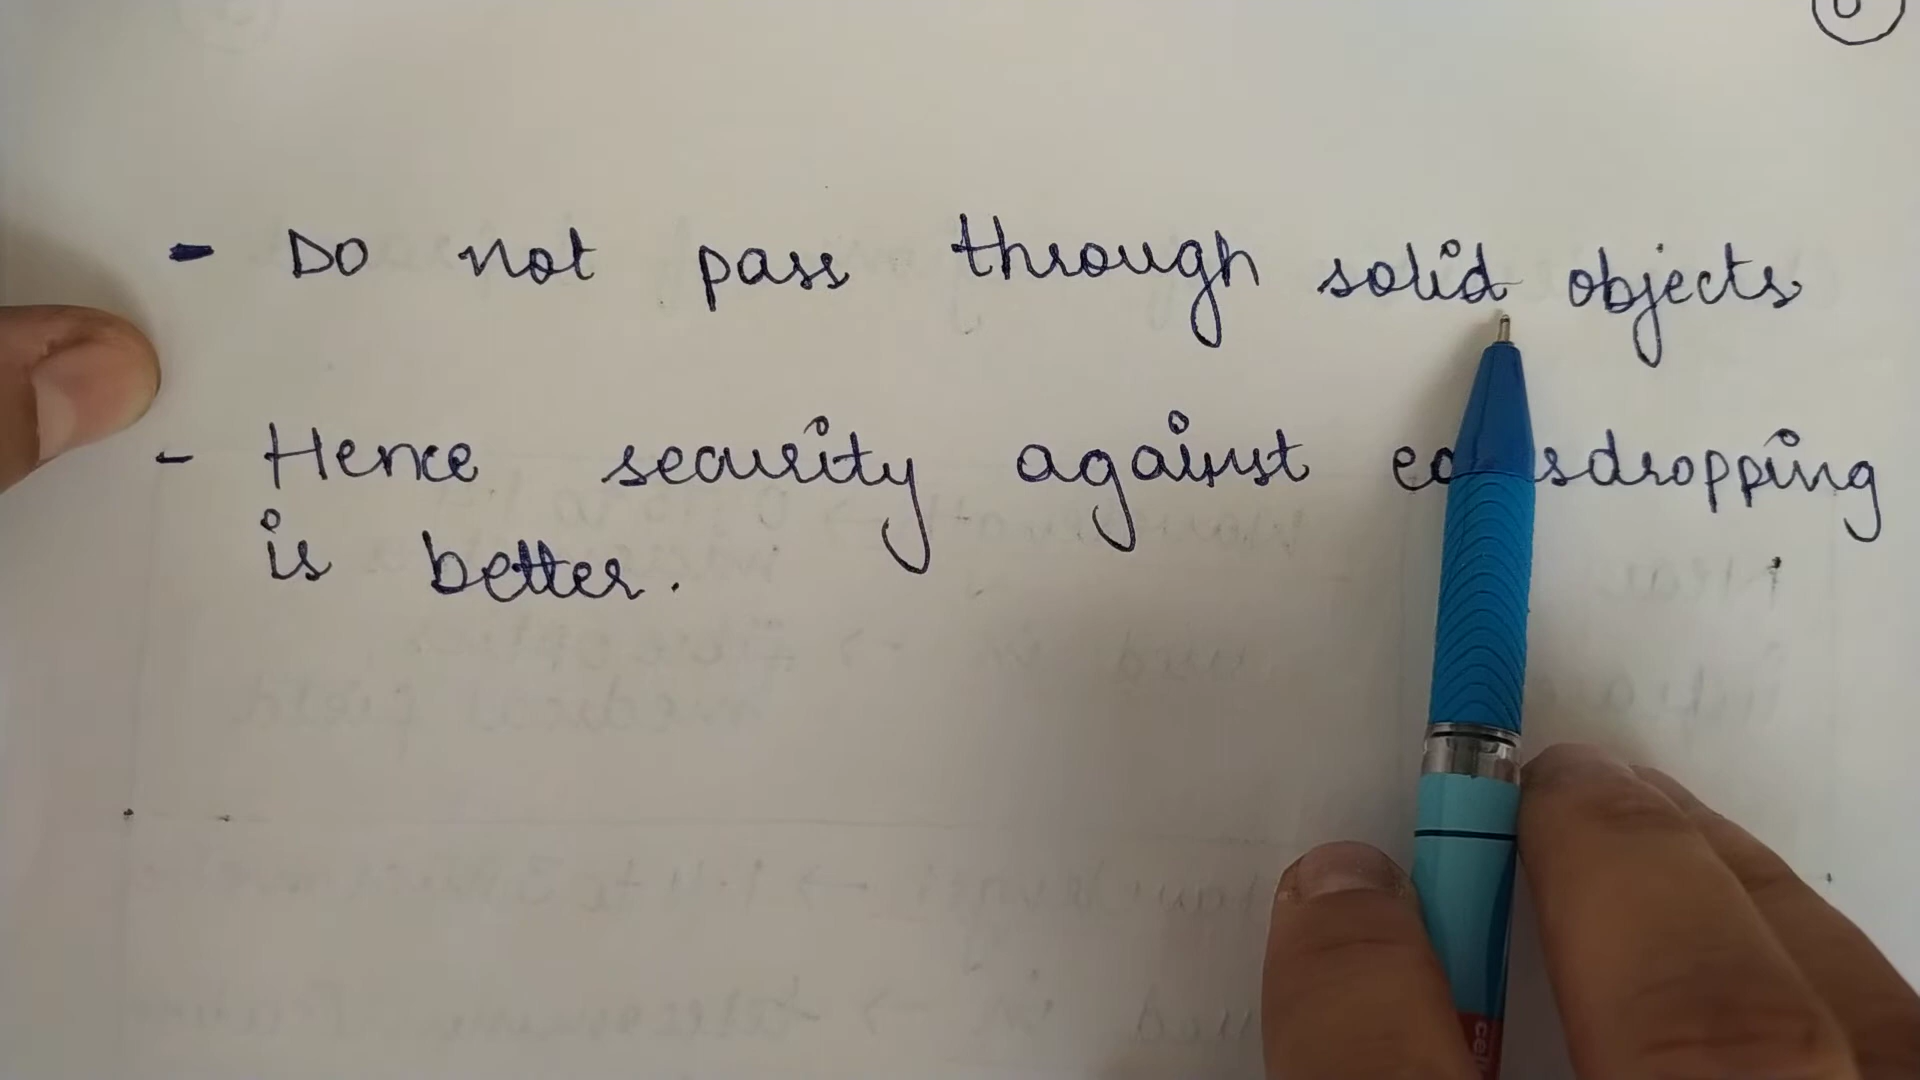 - Do not pass through solid objects
- Hence security against
is better.